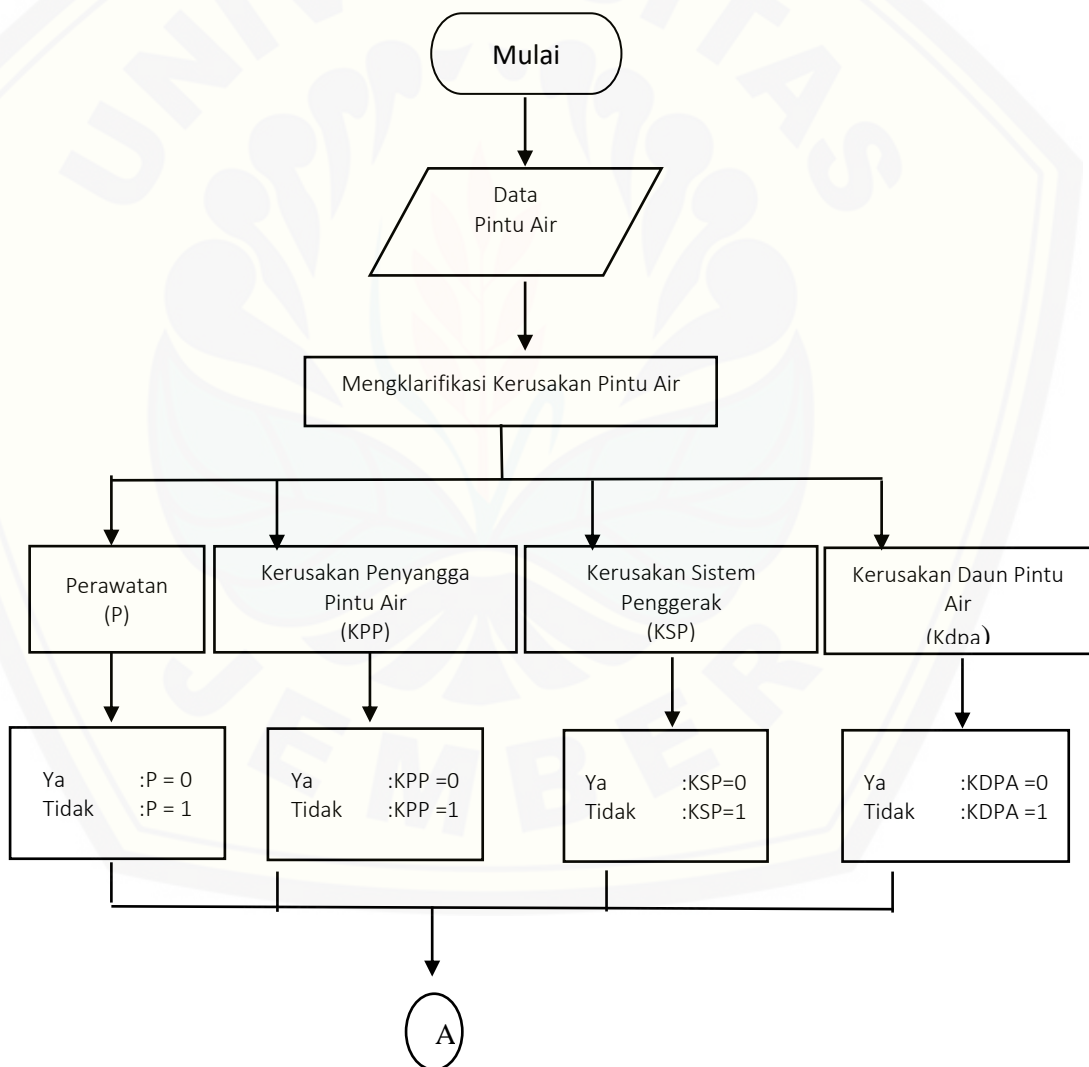 UNIVERSITAS
Mulai
Data
Pintu Air
Mengklarifikasi Kerusakan Pintu Air
Perawatan
(P)
Kerusakan Penyangga
Pintu Air
(KPP)
Kerusakan Sistem
Penggerak
(KSP)
Kerusakan Daun Pintu
Air
(Kdpa)
Ya :P = 0
Tidak :P = 1
Ya :KPP =0
Tidak :KPP =1
Ya :KSP=0
Tidak :KSP=1
Ya :KDPA =0
Tidak :KDPA =1
JEMBER
A